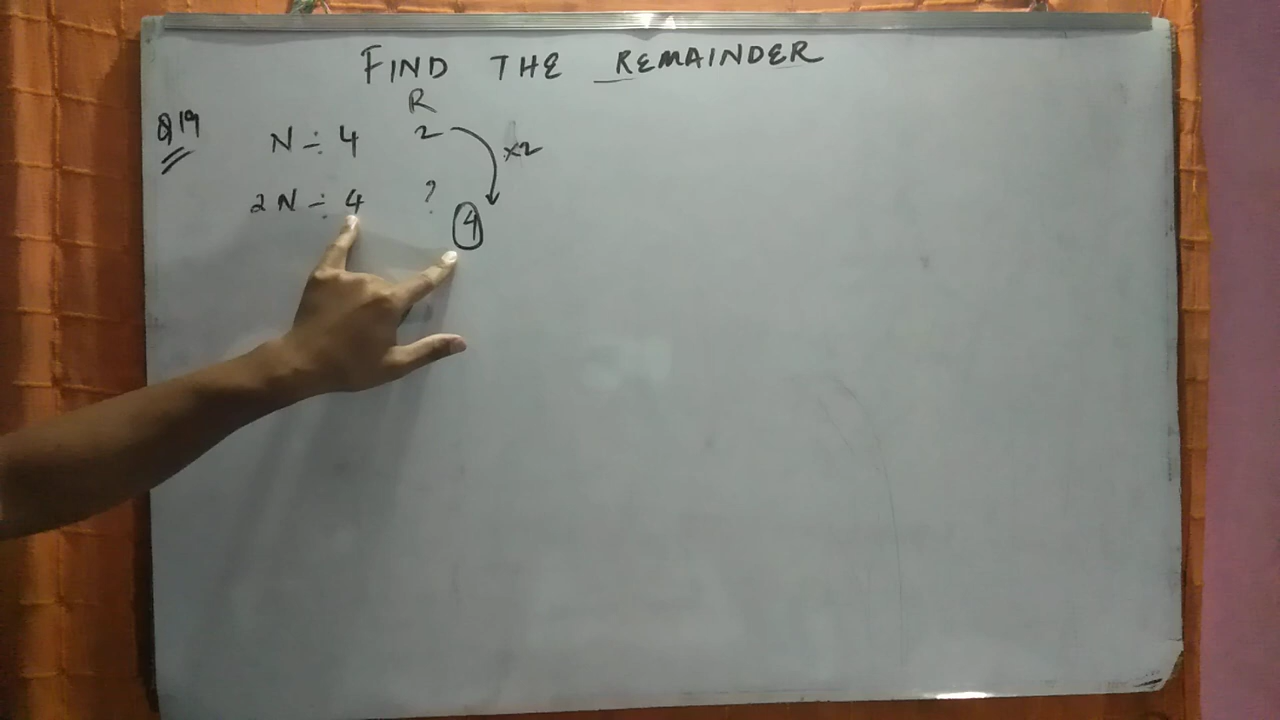 FIND THE REMAINDER
R
Q19 N ÷ 4 2 ×2
2N ÷ 4 ? 4